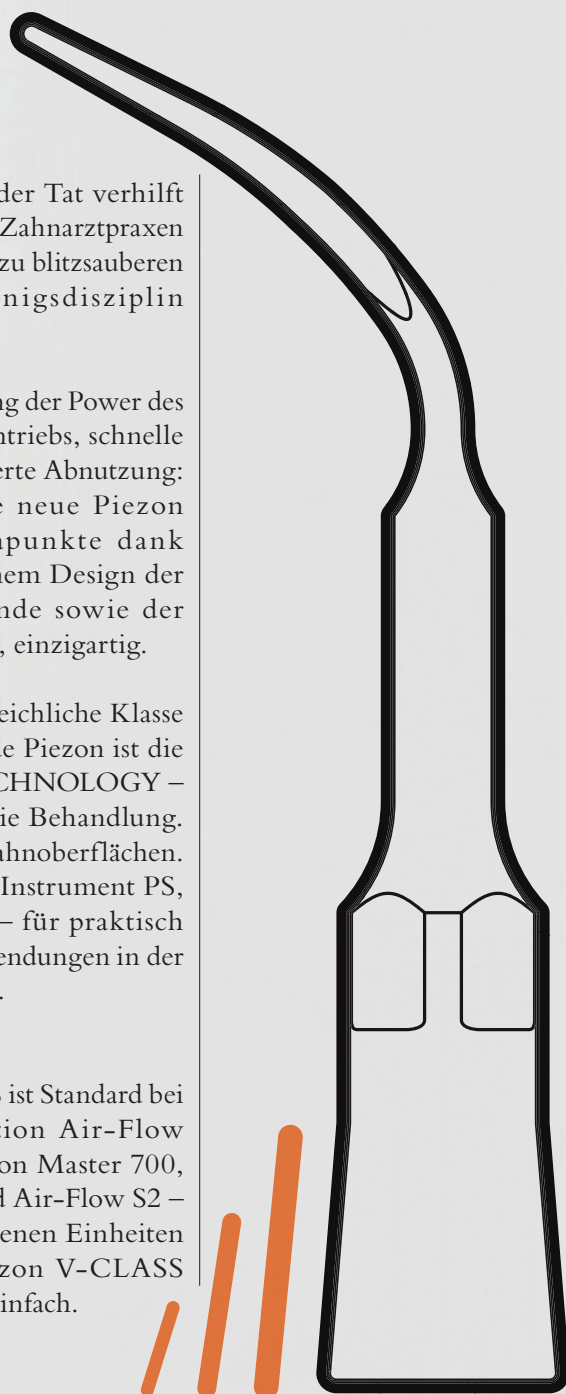 der Tat verhilft
Zahnarztpraxen
zu blitzsauberen
nigsdisziplin
ng der Power des
ntriebs, schnelle
erte Abnutzung:
e neue Piezon
apunkte dank
nem Design der
nde sowie der
, einzigartig.
eichliche Klasse
le Piezon ist die
CHNOLOGY –
ie Behandlung.
ahnoberflächen.
Instrument PS,
– für praktisch
endungen in der
.
ist Standard bei
tion Air-Flow
on Master 700,
d Air-Flow S2 –
enen Einheiten
zon V-CLASS
infach.